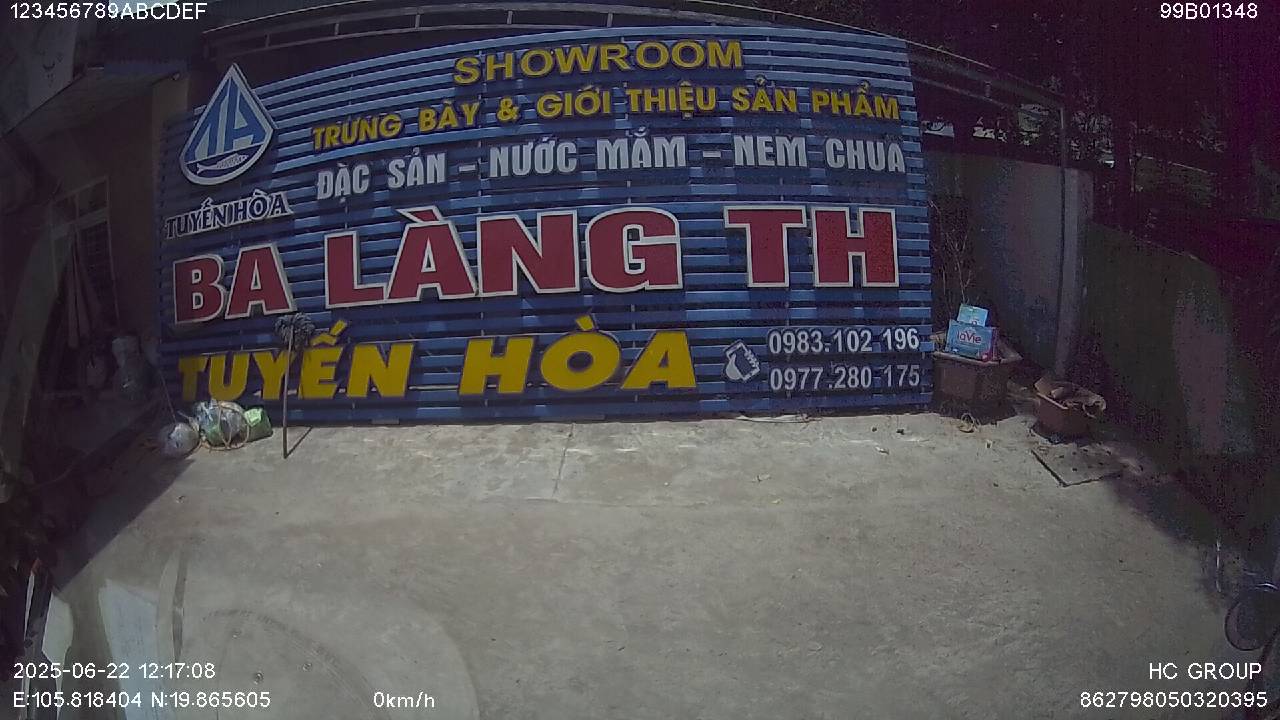 123456789ABCDEF
99B01348
SHOWROOM
TRƯNG BÀY & GIỚI THIỆU SẢN PHẨM
ĐẶC SẢN - NƯỚC MẮM - NEM CHUA
TUYẾN HÒA
BA LÀNG TH
TUYẾN HÒA
0983.102 196
0977.280 175
laVie
2025-06-22 12:17:08
HC GROUP
E:105.818404 N:19.865605
0km/h
862798050320395